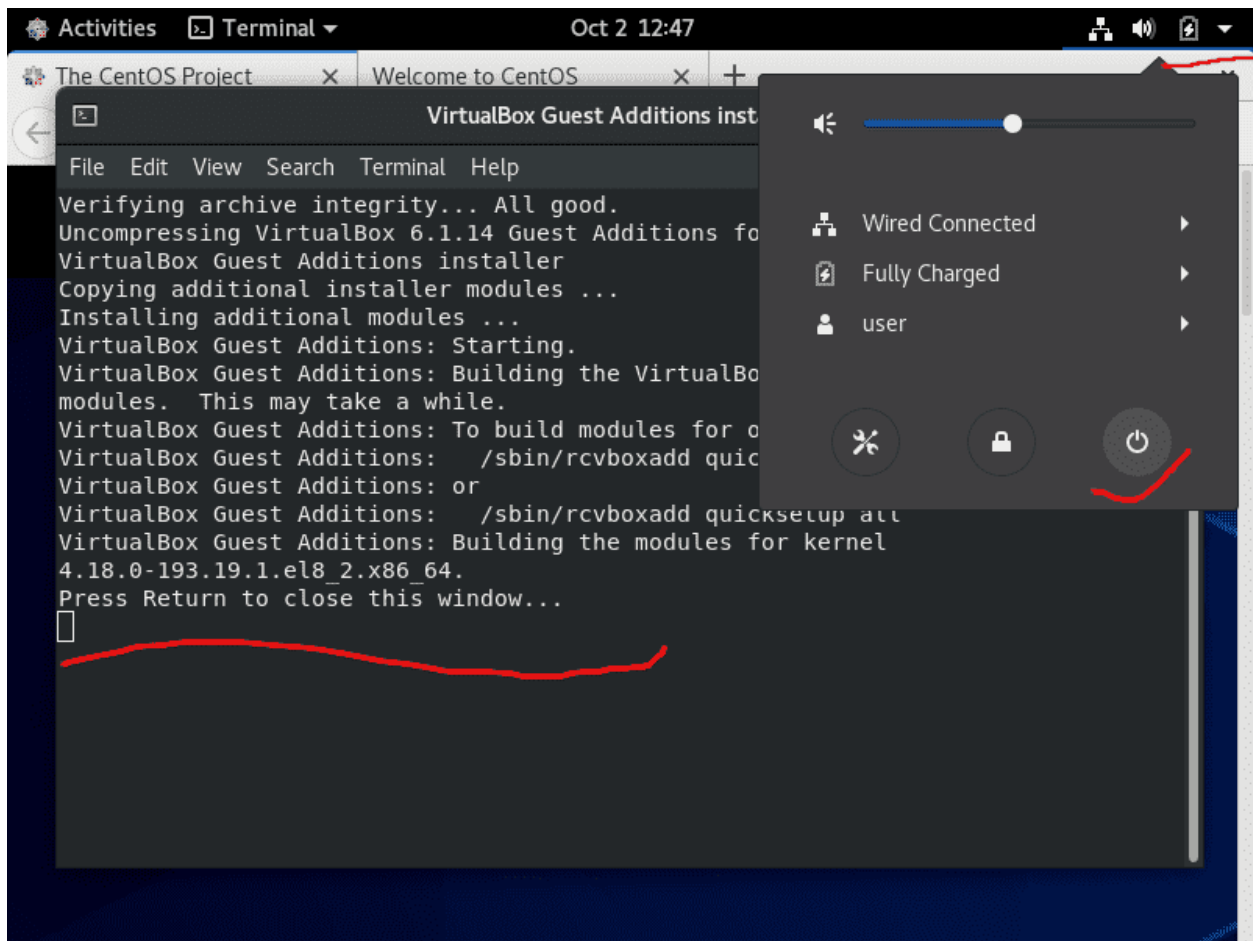 Activities Terminal Oct 2 12:47
The CentOS Project Welcome to CentOS
VirtualBox Guest Additions inst
File Edit View Search Terminal Help
Verifying archive integrity... All good.
Uncompressing VirtualBox 6.1.14 Guest Additions fo
VirtualBox Guest Additions installer
Copying additional installer modules ...
Installing additional modules ...
VirtualBox Guest Additions: Starting.
VirtualBox Guest Additions: Building the VirtualBo
modules.  This may take a while.
VirtualBox Guest Additions: To build modules for o
VirtualBox Guest Additions:   /sbin/rcvboxadd quic
VirtualBox Guest Additions: or
VirtualBox Guest Additions:   /sbin/rcvboxadd quicksetup all
VirtualBox Guest Additions: Building the modules for kernel
4.18.0-193.19.1.el8_2.x86_64.
Press Return to close this window...
Wired Connected
Fully Charged
user